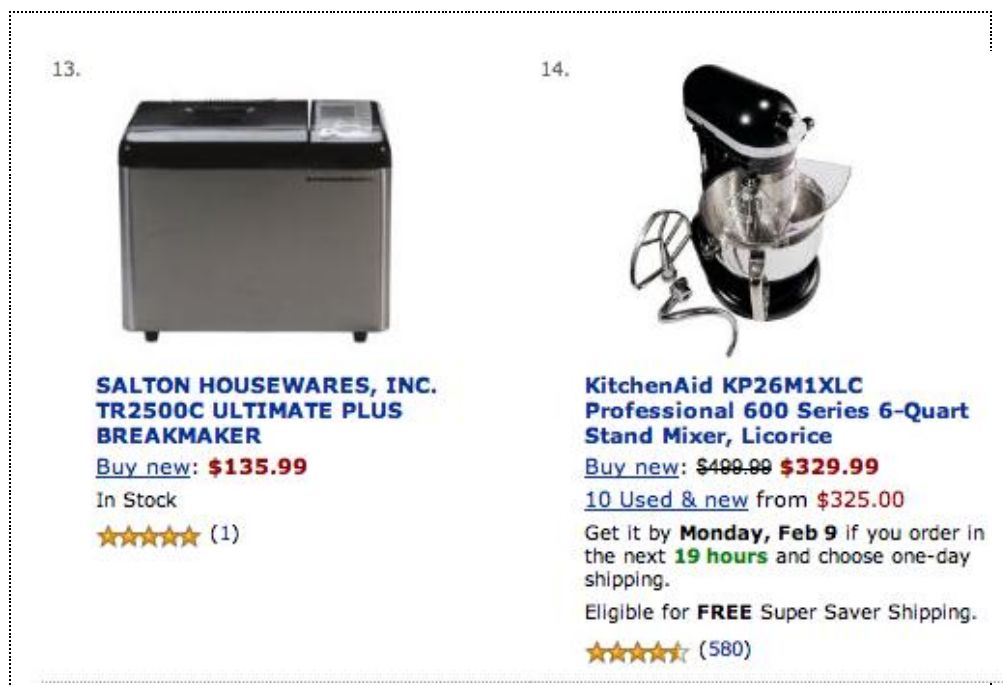 13.
SALTON HOUSEWARES, INC.
TR2500C ULTIMATE PLUS
BREAKMAKER
Buy new: $135.99
In Stock
(1)
14.
KitchenAid KP26M1XLC
Professional 600 Series 6-Quart
Stand Mixer, Licorice
Buy new: $499.99 $329.99
10 Used & new from $325.00
Get it by Monday, Feb 9 if you order in
the next 19 hours and choose one-day
shipping.
Eligible for FREE Super Saver Shipping.
(580)